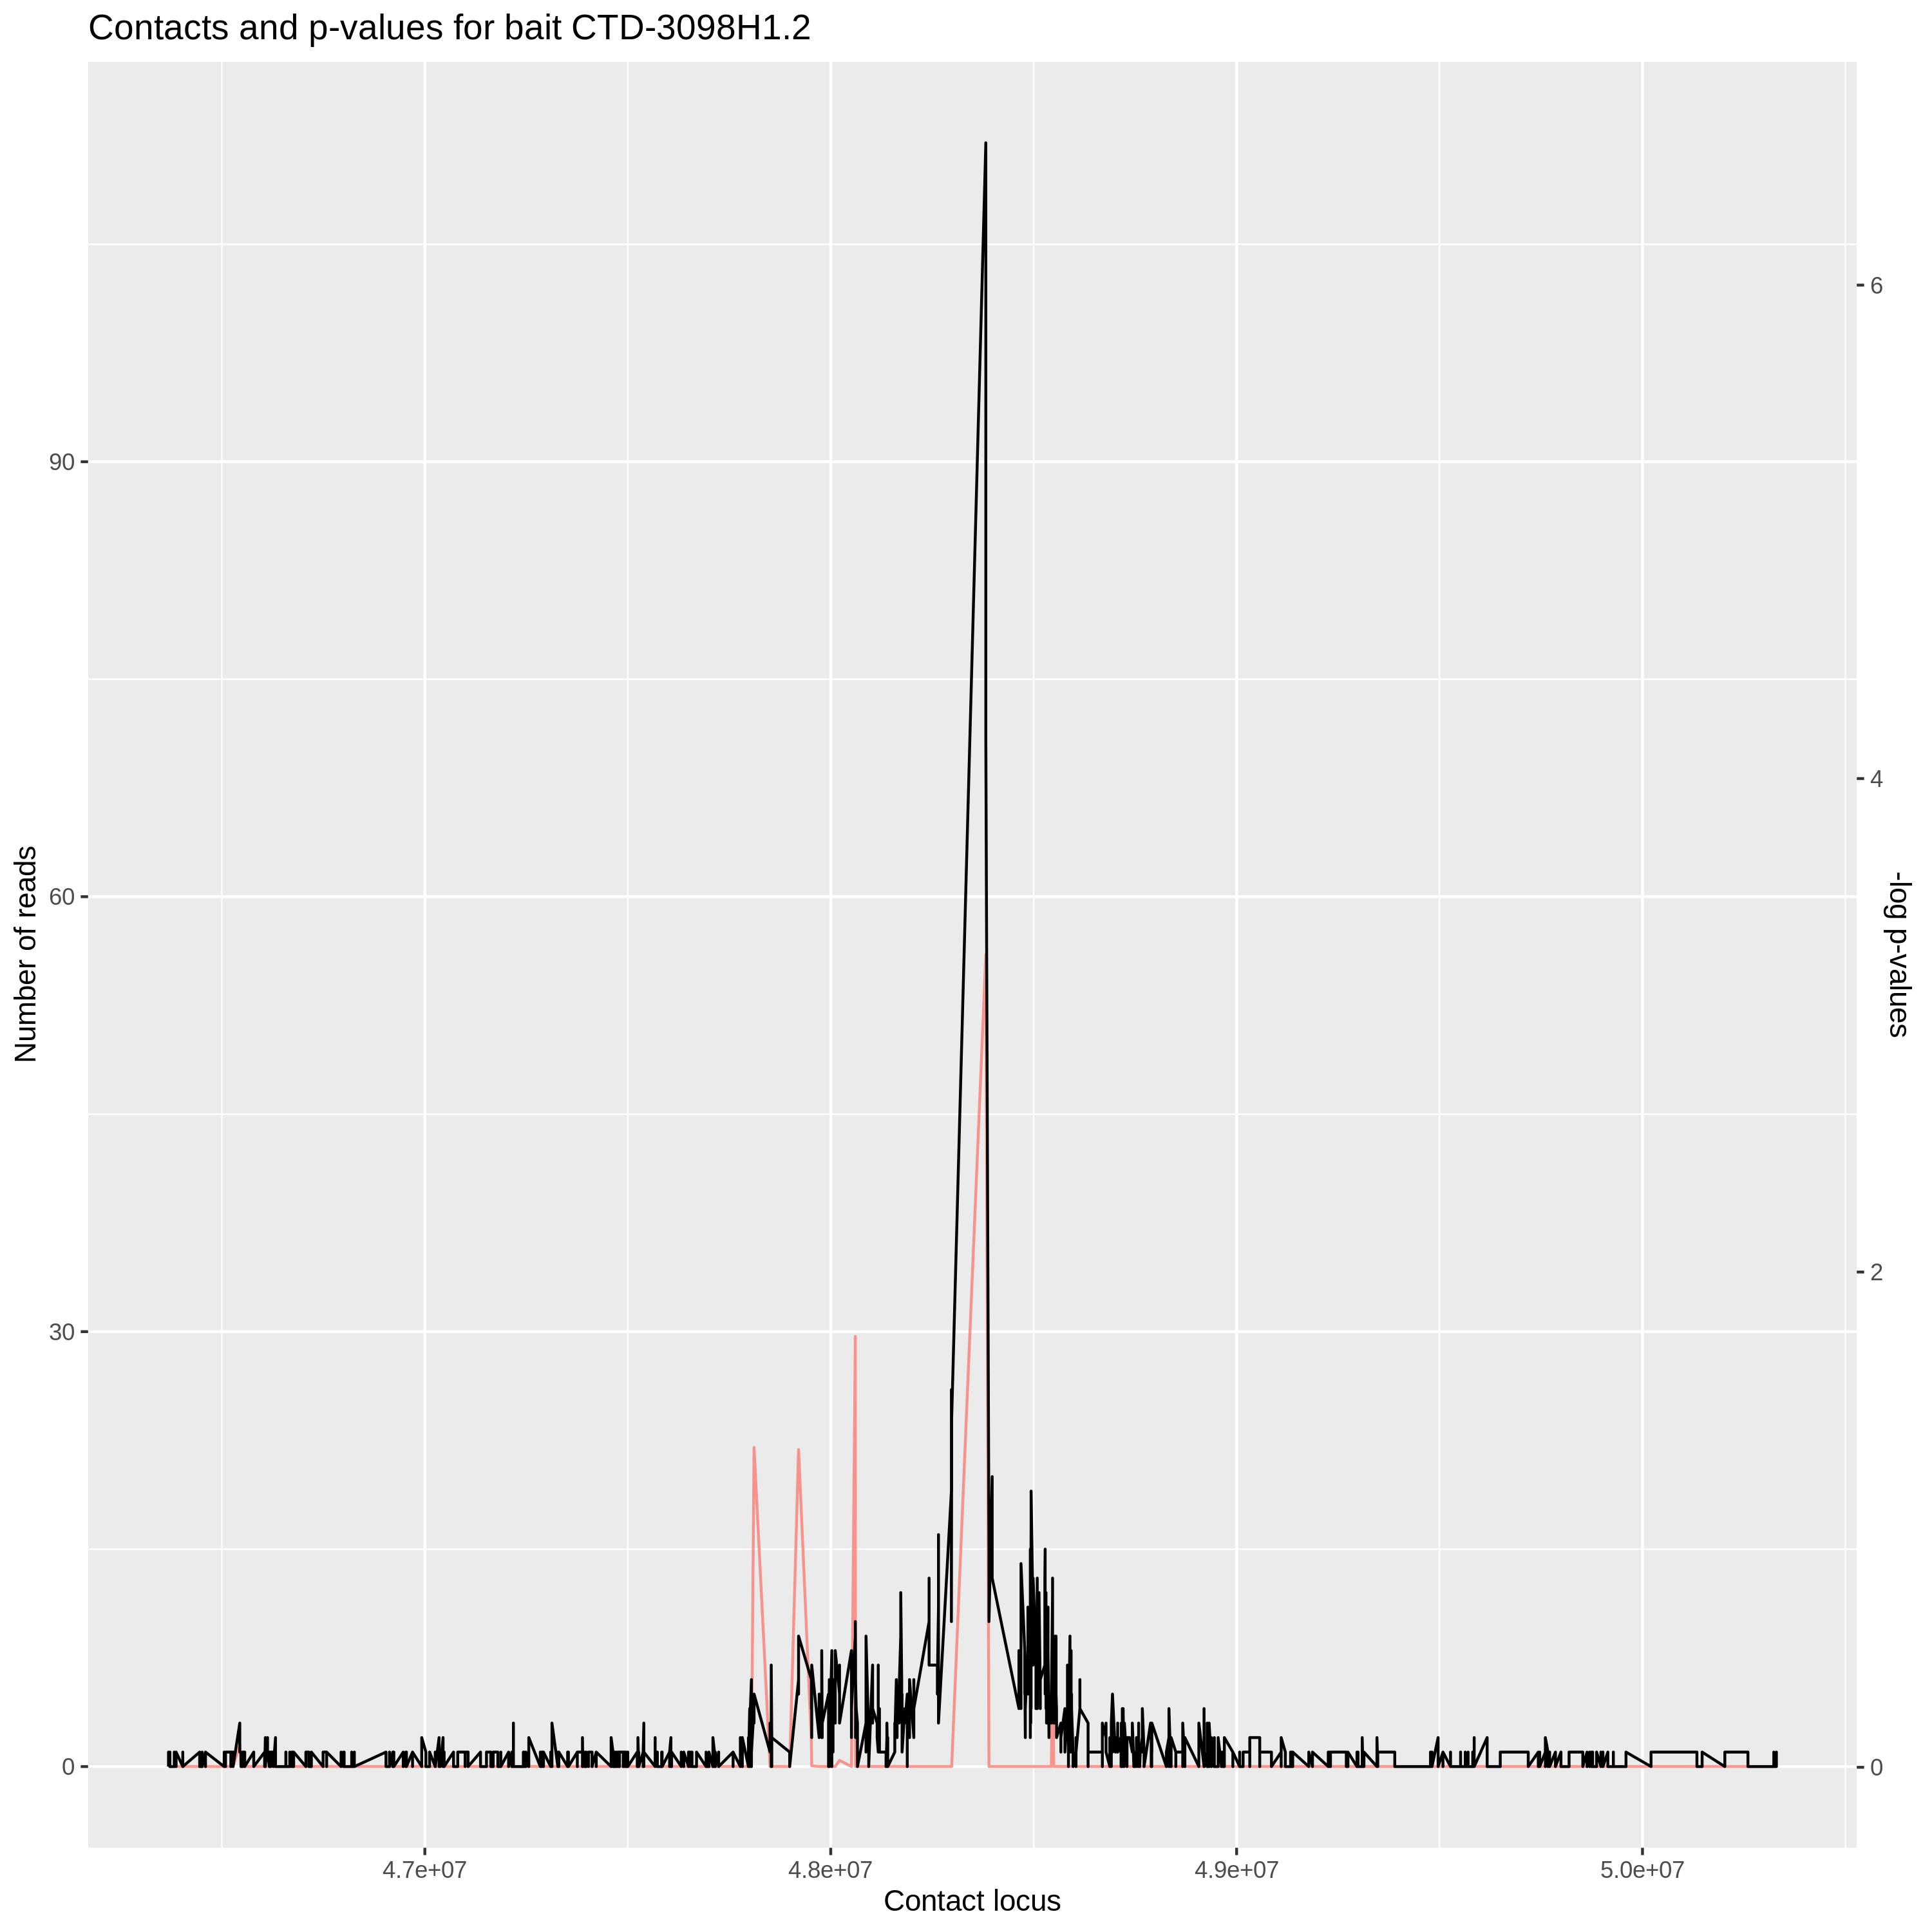 Contacts and p-values for bait CTD-3098H1.2
90
60
30
0
Number of reads
6
4
2
0
-log p-values
4.7e+07
4.8e+07
4.9e+07
5.0e+07
Contact locus